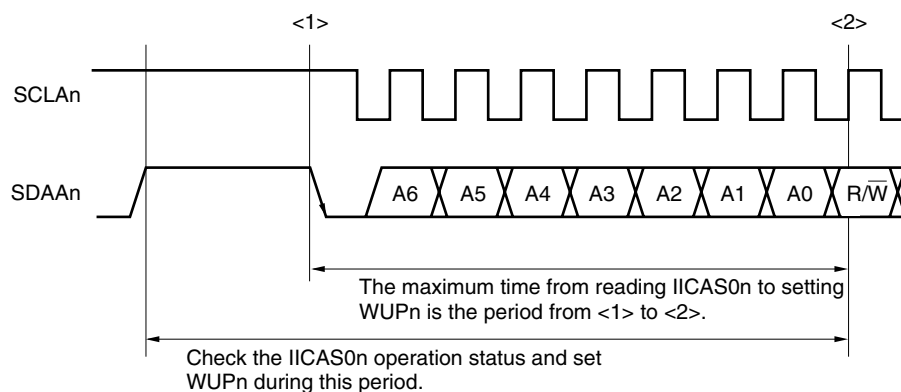 <1> <2>
SCLAn
SDAAn A6 A5 A4 A3 A2 A1 A0 R/W̅
The maximum time from reading IICAS0n to setting
WUPn is the period from <1> to <2>.
Check the IICAS0n operation status and set
WUPn during this period.